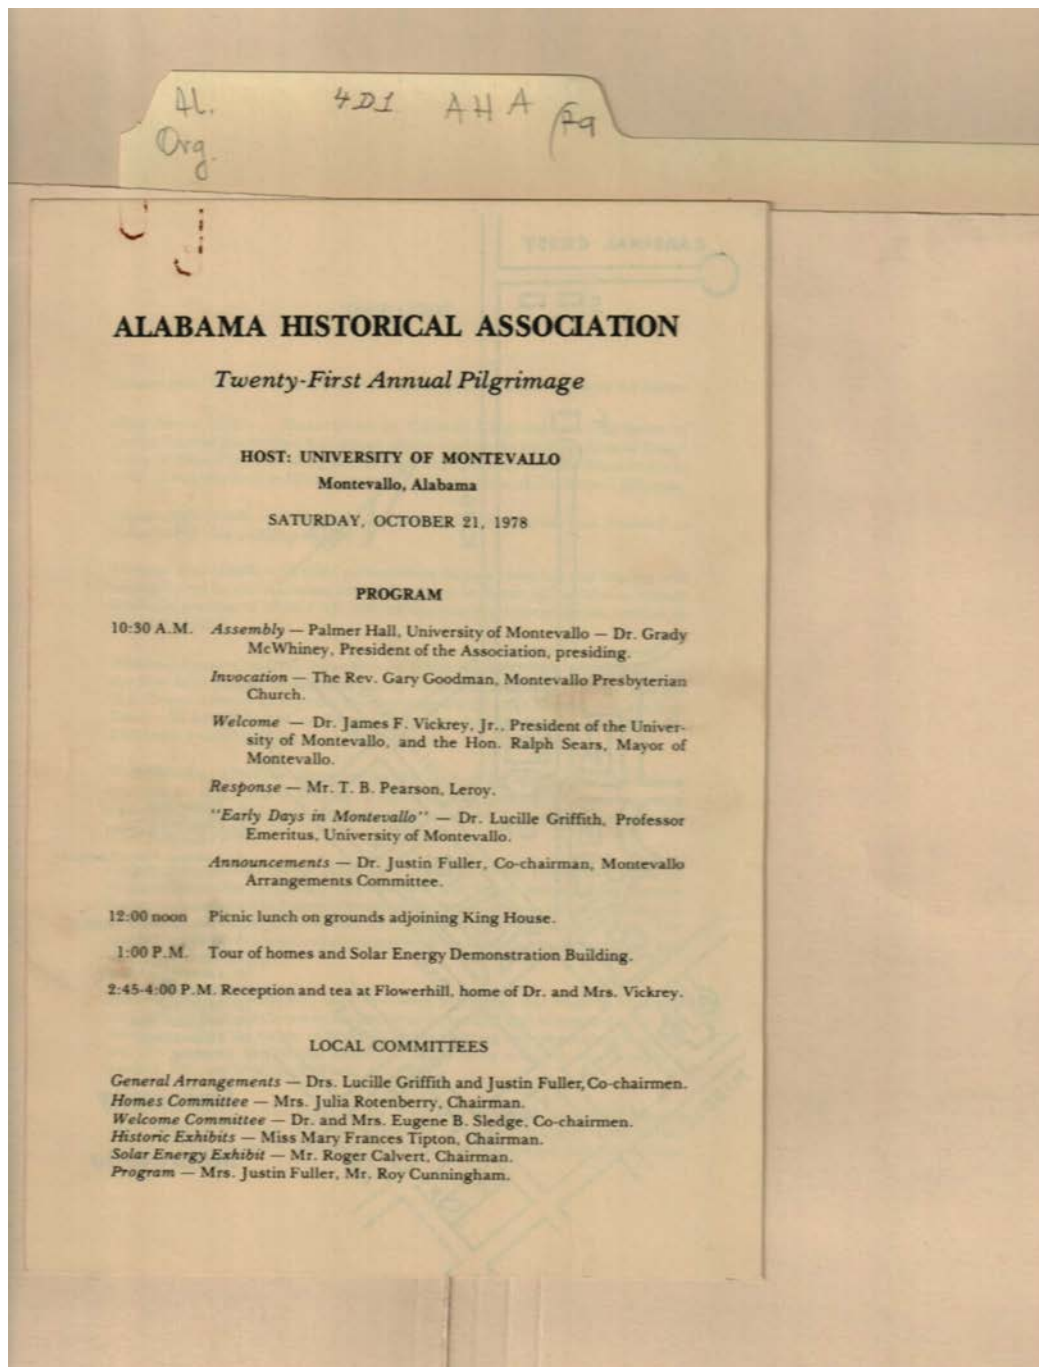 Al.
Org.
4D1 AHA
ALABAMA HISTORICAL ASSOCIATION
Twenty-First Annual Pilgrimage
HOST: UNIVERSITY OF MONTEVALLO
Montevallo, Alabama
SATURDAY, OCTOBER 21, 1978
PROGRAM
10:30 A.M. Assembly — Palmer Hall, University of Montevallo — Dr. Grady
McWhiney, President of the Association, presiding.
Invocation — The Rev. Gary Goodman, Montevallo Presbyterian
Church.
Welcome — Dr. James F. Vickrey, Jr., President of the Univer-
sity of Montevallo, and the Hon. Ralph Sears, Mayor of
Montevallo.
Response — Mr. T. B. Pearson, Leroy.
"Early Days in Montevallo" — Dr. Lucille Griffith, Professor
Emeritus, University of Montevallo.
Announcements — Dr. Justin Fuller, Co-chairman, Montevallo
Arrangements Committee.
12:00 noon Picnic lunch on grounds adjoining King House.
1:00 P.M. Tour of homes and Solar Energy Demonstration Building.
2:45-4:00 P.M. Reception and tea at Flowerhill, home of Dr. and Mrs. Vickrey.
LOCAL COMMITTEES
General Arrangements — Drs. Lucille Griffith and Justin Fuller, Co-chairmen.
Homes Committee — Mrs. Julia Rotenberry, Chairman.
Welcome Committee — Dr. and Mrs. Eugene B. Sledge, Co-chairmen.
Historic Exhibits — Miss Mary Frances Tipton, Chairman.
Solar Energy Exhibit — Mr. Roger Calvert, Chairman.
Program — Mrs. Justin Fuller, Mr. Roy Cunningham.